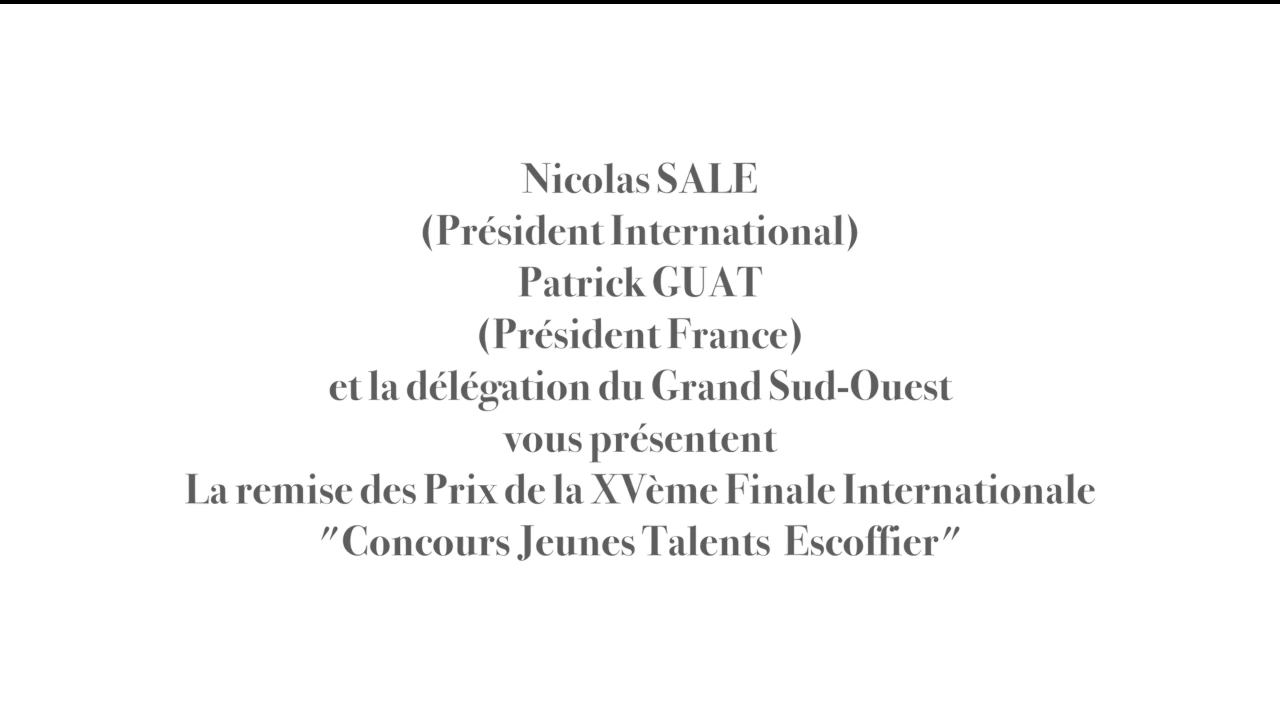 Nicolas SALE
(Président International)
Patrick GUAT
(Président France)
et la délégation du Grand Sud-Ouest
vous présentent
La remise des Prix de la XVème Finale Internationale
"Concours Jeunes Talents Escoffier"